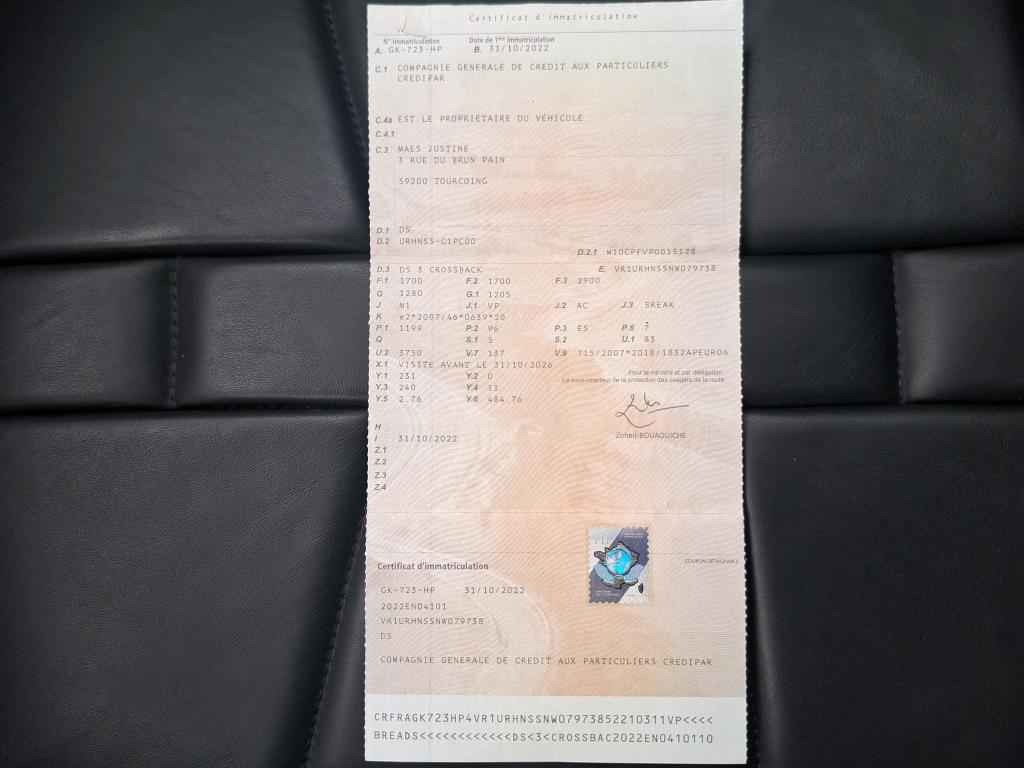 Certificat d'immatriculation
N° Immatriculation Date de 1ère immatriculation
A. GK-723-HP B. 31/10/2022
C.1 COMPAGNIE GENERALE DE CREDIT AUX PARTICULIERS
CREDIPAR
C.4a EST LE PROPRIÉTAIRE DU VÉHICULE
C.4.1
C.3 MAES JUSTINE
3 RUE DU BRUN PAIN
59200 TOURCOING
D.1 DS
D.2 URHNSS-C1PC00
D.2.1 M10CPFVP0015128
D.3 DS 3 CROSSBACK E. VR1URHNSSNW079738
F.1 1700 F.2 1700 F.3 2900
G 1280 G.1 1205
J M1 J.1 VP J.2 AC J.3 BREAK
K e2*2007/46*0639*20
P.1 1199 P.2 96 P.3 ES P.6 7
Q S.1 5 S.2 U.1 83
U.2 3750 V.7 137 V.9 715/2007*2018/1832APEURO6
X.1 VISITE AVANT LE 31/10/2026
Y.1 231 Y.2 0
Y.3 240 Y.4 11
Y.5 2.76 Y.6 484.76
Pour le ministre et par délégation,
Le sous-directeur de la protection des usagers de la route
Zoheir BOUAOUICHE
H
I 31/10/2022
Z.1
Z.2
Z.3
Z.4
COUPON DÉTACHABLE
Certificat d'immatriculation
GK-723-HP 31/10/2022
2022EN04101
VR1URHNSSNW079738
DS
COMPAGNIE GENERALE DE CREDIT AUX PARTICULIERS CREDIPAR
CRFRAGK723HP4VR1URHNSSNW07973852210311VP<<<<
BREADS<<<<<<<<<<<<<DS<3<CROSSBAC2022EN0410110